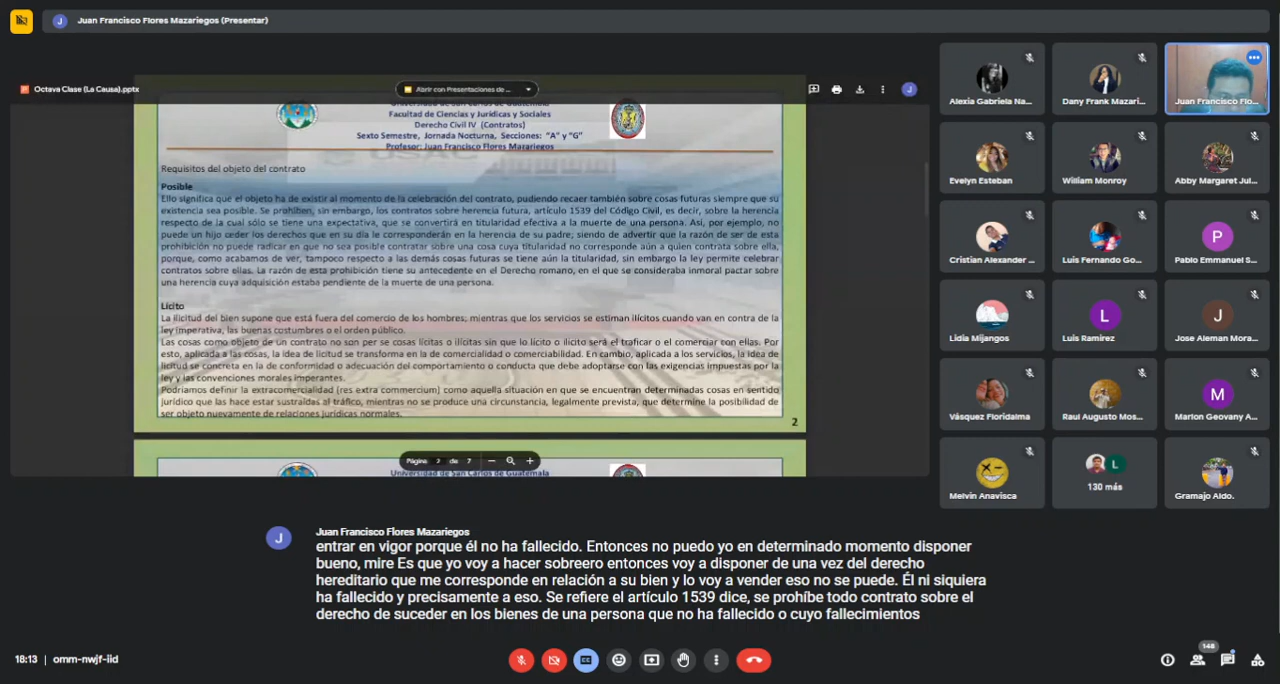 J Juan Francisco Flores Mazariegos (Presentar)
Octava Clase (La Causa).pptx
Abrir con Presentaciones de ...
J
Universidad de San Carlos de Guatemala
Facultad de Ciencias y Jurídicas y Sociales
Derecho Civil IV (Contratos)
Sexto Semestre, Jornada Nocturna, Secciones: "A" y "G"
Profesor: Juan Francisco Flores Mazariegos
USAC
Requisitos del objeto del contrato
Posible
Ello significa que el objeto ha de existir al momento de la celebración del contrato, pudiendo recaer también sobre cosas futuras siempre que su
existencia sea posible. Se prohíben, sin embargo, los contratos sobre herencia futura, artículo 1539 del Código Civil, es decir, sobre la herencia
respecto de la cual sólo se tiene una expectativa, que se convertirá en titularidad efectiva a la muerte de una persona. Así, por ejemplo, no
puede un hijo ceder los derechos que en su día le corresponderán en la herencia de su padre, siendo de advertir que la razón de ser de esta
prohibición no puede radicar en que no sea posible contratar sobre una cosa cuya titularidad no corresponde aún a quien contrata sobre ella,
porque, como acabamos de ver, tampoco respecto a las demás cosas futuras se tiene aún la titularidad, sin embargo la ley permite celebrar
contratos sobre ellas. La razón de esta prohibición tiene su antecedente en el Derecho romano, en el que se consideraba inmoral pactar sobre
una herencia cuya adquisición estaba pendiente de la muerte de una persona.
Lícito
La ilicitud del bien supone que está fuera del comercio de los hombres; mientras que los servicios se estiman ilícitos cuando van en contra de la
ley imperativa, las buenas costumbres o el orden público.
Las cosas como objeto de un contrato no son per se cosas lícitas o ilícitas sin que lo lícito o ilícito será el traficar o el comerciar con ellas. Por
esto, aplicada a las cosas, la idea de licitud se transforma en la de comercialidad o comerciabilidad. En cambio, aplicada a los servicios, la idea de
licitud se concreta en la de conformidad o adecuación del comportamiento o conducta que debe adoptarse con las exigencias impuestas por la
ley y las convenciones morales imperantes.
Podríamos definir la extracomercialidad (res extra commercium) como aquella situación en que se encuentran determinadas cosas en sentido
jurídico que las hace estar sustraídas al tráfico, mientras no se produce una circunstancia, legalmente prevista, que determine la posibilidad de
ser objeto nuevamente de relaciones jurídicas normales.
2
Página 2 de 7
Universidad de San Carlos de Guatemala
Alexia Gabriela Na...
Dany Frank Mazari...
Juan Francisco Flo...
Evelyn Esteban
William Monroy
Abby Margaret Jul...
Cristian Alexander ...
Luis Fernando Go...
P
Pablo Emmanuel S...
Lidia Mijangos
L
Luis Ramirez
J
Jose Aleman Mora...
Vásquez Floridalma
Raul Augusto Mos...
M
Marlon Geovany A...
Melvin Anavisca
L
130 más
Gramajo Aldo.
J
Juan Francisco Flores Mazariegos
entrar en vigor porque él no ha fallecido. Entonces no puedo yo en determinado momento disponer
bueno, mire Es que yo voy a hacer sobreero entonces voy a disponer de una vez del derecho
hereditario que me corresponde en relación a su bien y lo voy a vender eso no se puede. Él ni siquiera
ha fallecido y precisamente a eso. Se refiere el artículo 1539 dice, se prohíbe todo contrato sobre el
derecho de suceder en los bienes de una persona que no ha fallecido o cuyo fallecimientos
18:13 | omm-nwjf-iid
CC
148